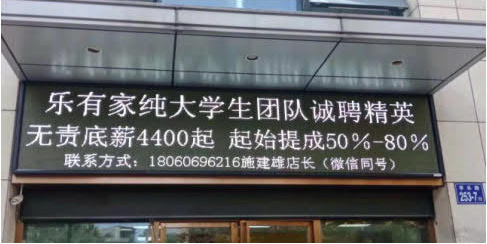 乐有家纯大学生团队诚聘精英
无责底薪4400起 起始提成50%-80%
联系方式：18060696216施建雄店长（微信同号）
253-7